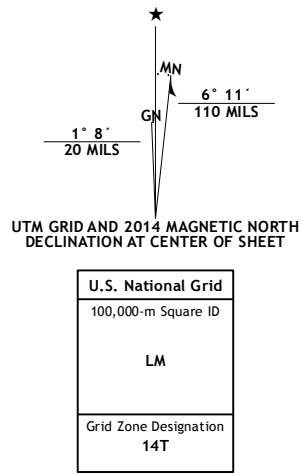 MN
GN
6° 11´
110 MILS
1° 8´
20 MILS
UTM GRID AND 2014 MAGNETIC NORTH
DECLINATION AT CENTER OF SHEET
U.S. National Grid
100,000-m Square ID
LM
Grid Zone Designation
14T